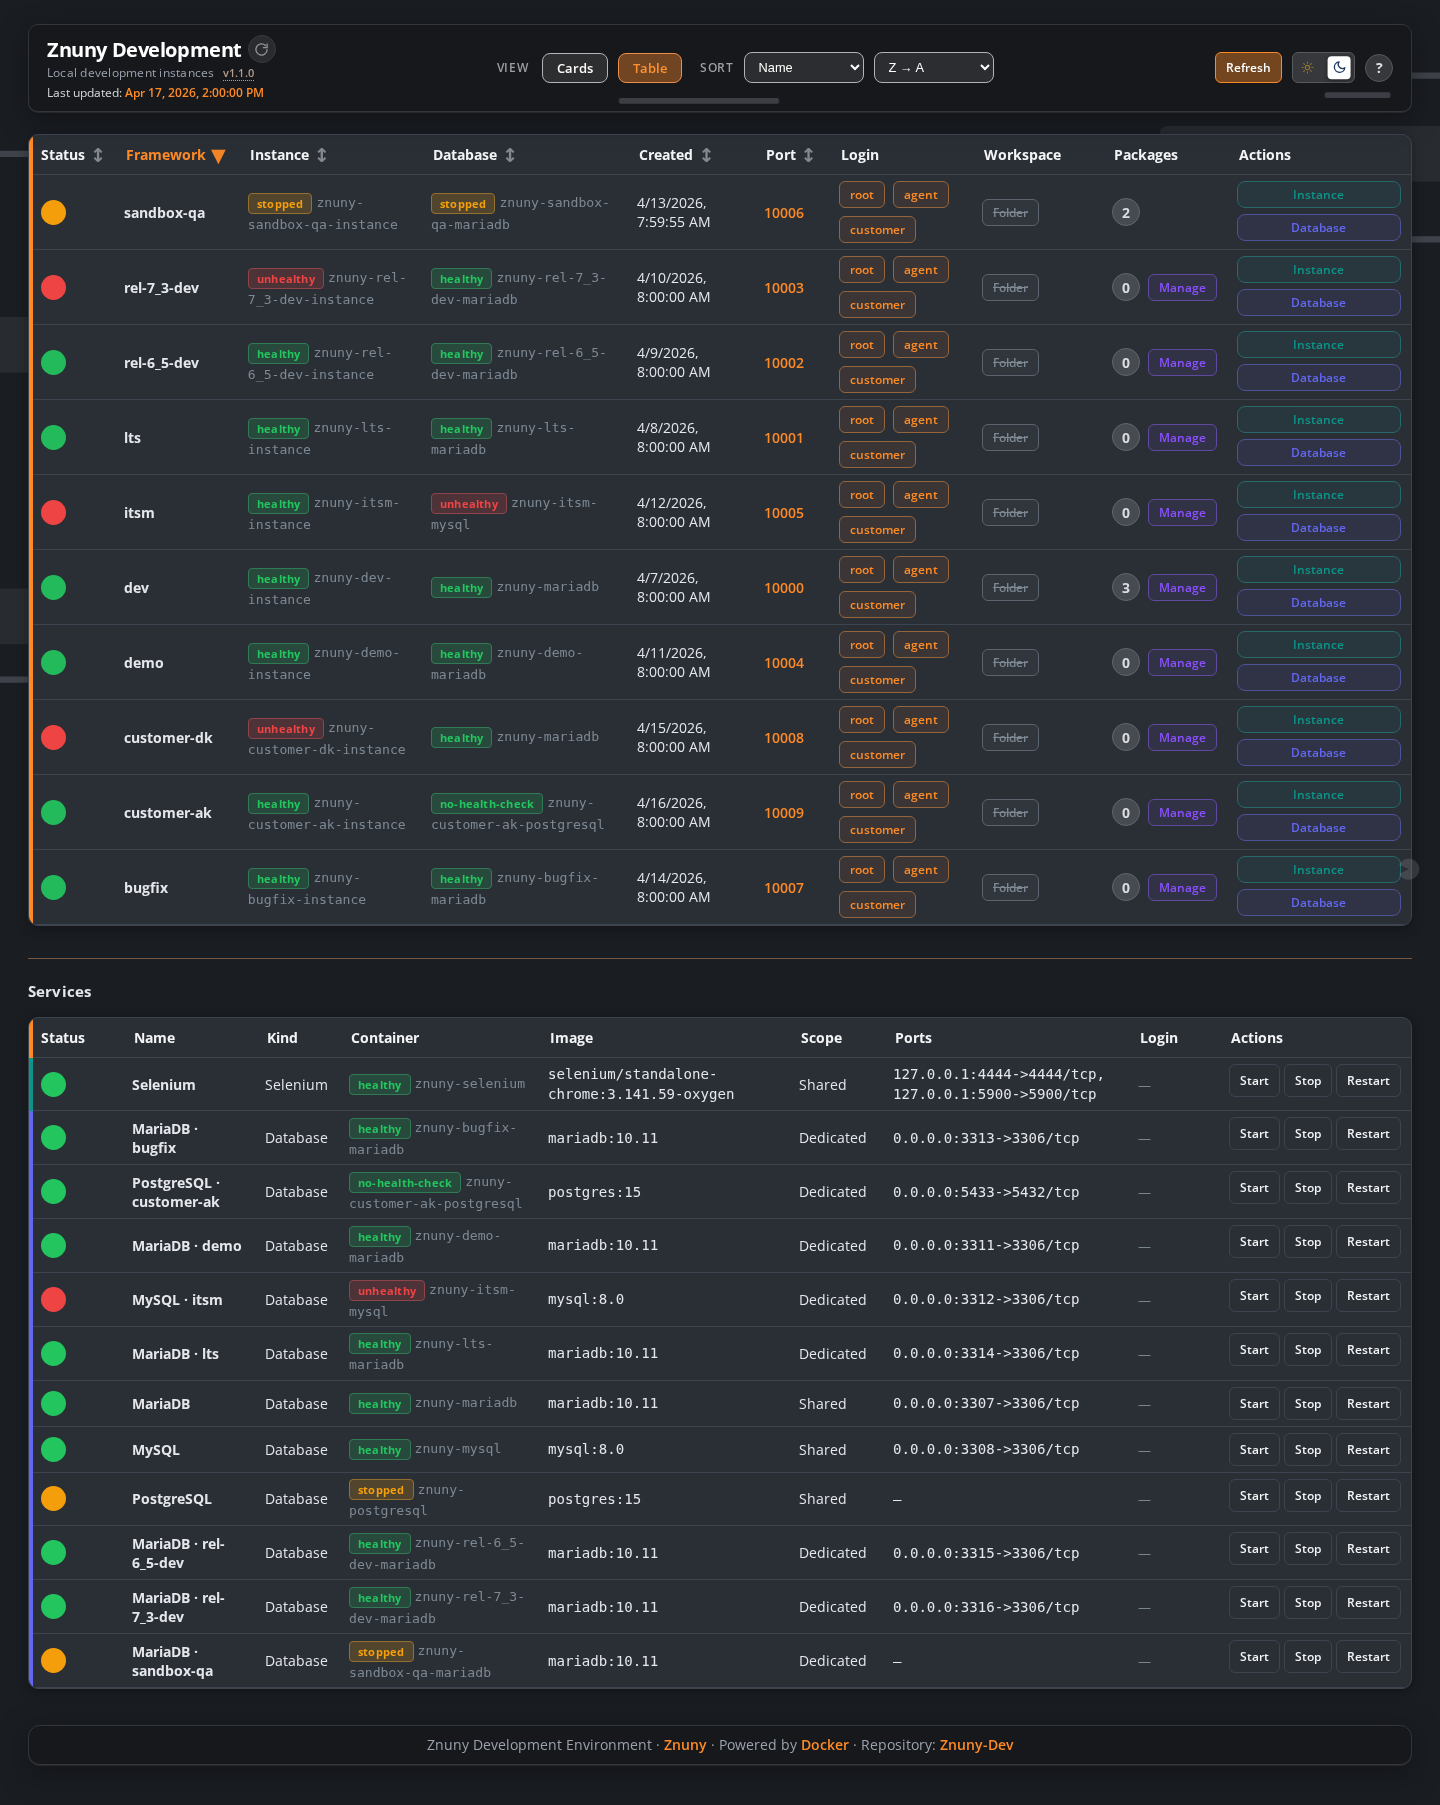 Znuny Development
Local development instances v1.1.0
Last updated: Apr 17, 2026, 2:00:00 PM
VIEW Cards Table SORT Name Z → A
Refresh ?
Status Framework Instance Database Created Port Login Workspace Packages Actions
sandbox-qa stopped znuny-sandbox-qa-instance stopped znuny-sandbox-qa-mariadb 4/13/2026, 7:59:55 AM 10006 root agent customer Folder 2 Instance Database
rel-7_3-dev unhealthy znuny-rel-7_3-dev-instance healthy znuny-rel-7_3-dev-mariadb 4/10/2026, 8:00:00 AM 10003 root agent customer Folder 0 Manage Instance Database
rel-6_5-dev healthy znuny-rel-6_5-dev-instance healthy znuny-rel-6_5-dev-mariadb 4/9/2026, 8:00:00 AM 10002 root agent customer Folder 0 Manage Instance Database
lts healthy znuny-lts-instance healthy znuny-lts-mariadb 4/8/2026, 8:00:00 AM 10001 root agent customer Folder 0 Manage Instance Database
itsm healthy znuny-itsm-instance unhealthy znuny-itsm-mysql 4/12/2026, 8:00:00 AM 10005 root agent customer Folder 0 Manage Instance Database
dev healthy znuny-dev-instance healthy znuny-mariadb 4/7/2026, 8:00:00 AM 10000 root agent customer Folder 3 Manage Instance Database
demo healthy znuny-demo-instance healthy znuny-demo-mariadb 4/11/2026, 8:00:00 AM 10004 root agent customer Folder 0 Manage Instance Database
customer-dk unhealthy znuny-customer-dk-instance healthy znuny-mariadb 4/15/2026, 8:00:00 AM 10008 root agent customer Folder 0 Manage Instance Database
customer-ak healthy znuny-customer-ak-instance no-health-check znuny-customer-ak-postgresql 4/16/2026, 8:00:00 AM 10009 root agent customer Folder 0 Manage Instance Database
bugfix healthy znuny-bugfix-instance healthy znuny-bugfix-mariadb 4/14/2026, 8:00:00 AM 10007 root agent customer Folder 0 Manage Instance Database
Services
Status Name Kind Container Image Scope Ports Login Actions
Selenium Selenium healthy znuny-selenium selenium/standalone-chrome:3.141.59-oxygen Shared 127.0.0.1:4444->4444/tcp, 127.0.0.1:5900->5900/tcp — Start Stop Restart
MariaDB · bugfix Database healthy znuny-bugfix-mariadb mariadb:10.11 Dedicated 0.0.0.0:3313->3306/tcp — Start Stop Restart
PostgreSQL · customer-ak Database no-health-check znuny-customer-ak-postgresql postgres:15 Dedicated 0.0.0.0:5433->5432/tcp — Start Stop Restart
MariaDB · demo Database healthy znuny-demo-mariadb mariadb:10.11 Dedicated 0.0.0.0:3311->3306/tcp — Start Stop Restart
MySQL · itsm Database unhealthy znuny-itsm-mysql mysql:8.0 Dedicated 0.0.0.0:3312->3306/tcp — Start Stop Restart
MariaDB · lts Database healthy znuny-lts-mariadb mariadb:10.11 Dedicated 0.0.0.0:3314->3306/tcp — Start Stop Restart
MariaDB Database healthy znuny-mariadb mariadb:10.11 Shared 0.0.0.0:3307->3306/tcp — Start Stop Restart
MySQL Database healthy znuny-mysql mysql:8.0 Shared 0.0.0.0:3308->3306/tcp — Start Stop Restart
PostgreSQL Database stopped znuny-postgresql postgres:15 Shared — — Start Stop Restart
MariaDB · rel-6_5-dev Database healthy znuny-rel-6_5-dev-mariadb mariadb:10.11 Dedicated 0.0.0.0:3315->3306/tcp — Start Stop Restart
MariaDB · rel-7_3-dev Database healthy znuny-rel-7_3-dev-mariadb mariadb:10.11 Dedicated 0.0.0.0:3316->3306/tcp — Start Stop Restart
MariaDB · sandbox-qa Database stopped znuny-sandbox-qa-mariadb mariadb:10.11 Dedicated — — Start Stop Restart
Znuny Development Environment · Znuny · Powered by Docker · Repository: Znuny-Dev